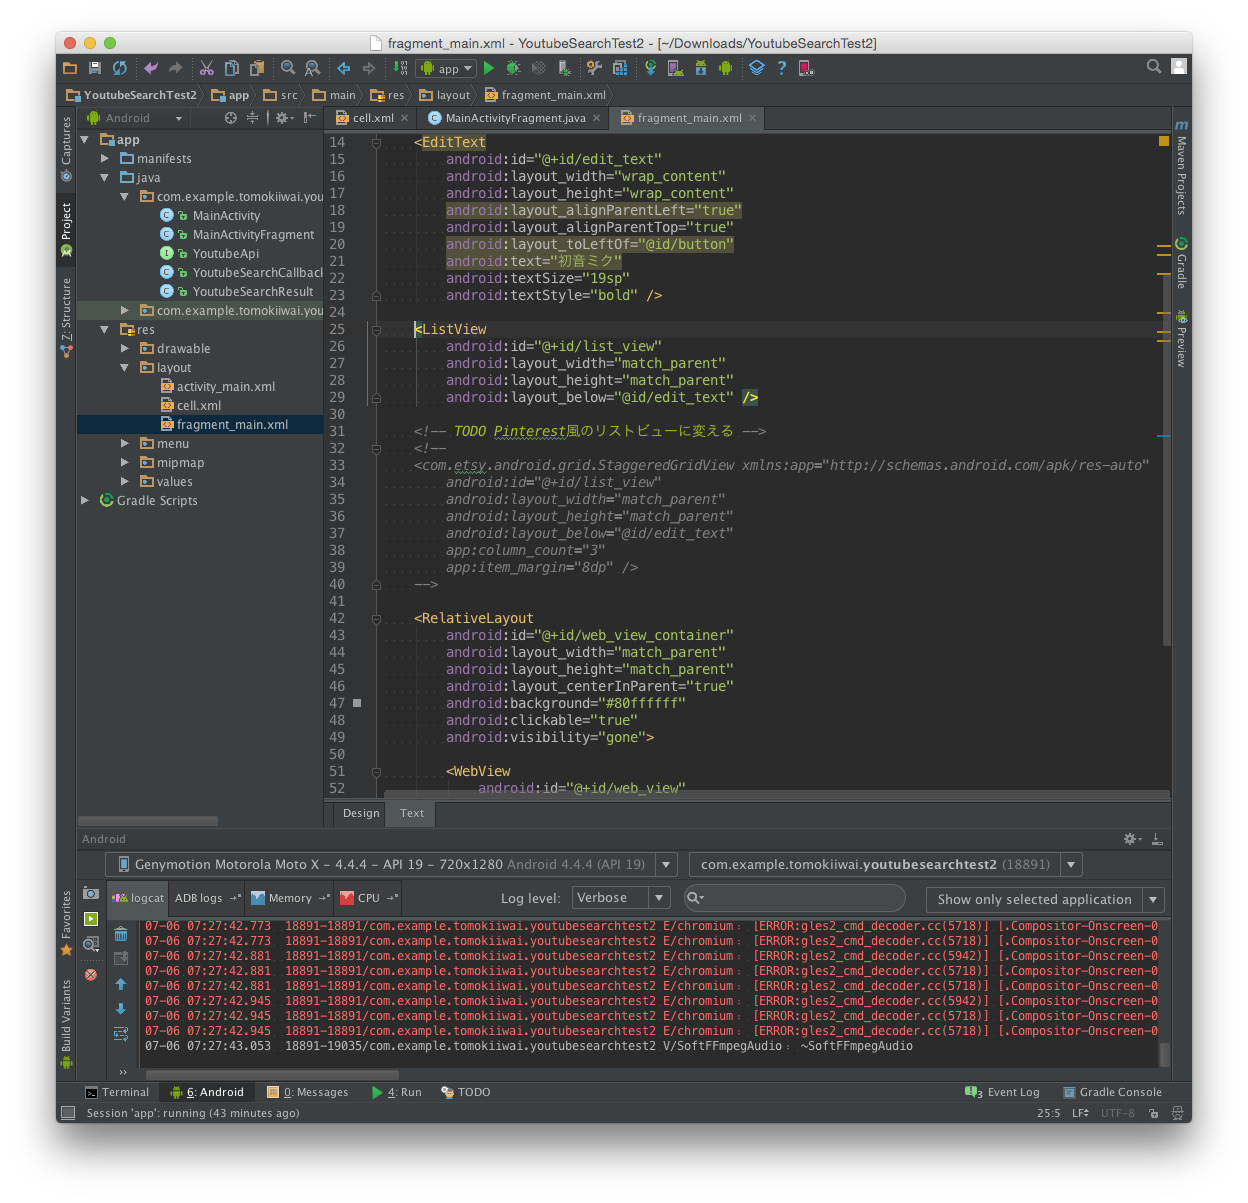 fragment_main.xml - YoutubeSearchTest2 - [~/Downloads/YoutubeSearchTest2]
app
YoutubeSearchTest2 app src main res layout fragment_main.xml
Android
cell.xml MainActivityFragment.java fragment_main.xml
Captures
Project
Z: Structure
Favorites
Build Variants
app
manifests
java
com.example.tomokiiwai.you
MainActivity
MainActivityFragment
YoutubeApi
YoutubeSearchCallback
YoutubeSearchResult
com.example.tomokiiwai.you
res
drawable
layout
activity_main.xml
cell.xml
fragment_main.xml
menu
mipmap
values
Gradle Scripts
14 <EditText
15 android:id="@+id/edit_text"
16 android:layout_width="wrap_content"
17 android:layout_height="wrap_content"
18 android:layout_alignParentLeft="true"
19 android:layout_alignParentTop="true"
20 android:layout_toLeftOf="@id/button"
21 android:text="初音ミク"
22 android:textSize="19sp"
23 android:textStyle="bold" />
24
25 <ListView
26 android:id="@+id/list_view"
27 android:layout_width="match_parent"
28 android:layout_height="match_parent"
29 android:layout_below="@id/edit_text" />
30
31 <!-- TODO Pinterest風のリストビューに変える -->
32 <!--
33 <com.etsy.android.grid.StaggeredGridView xmlns:app="http://schemas.android.com/apk/res-auto"
34 android:id="@+id/list_view"
35 android:layout_width="match_parent"
36 android:layout_height="match_parent"
37 android:layout_below="@id/edit_text"
38 app:column_count="3"
39 app:item_margin="8dp" />
40 -->
41
42 <RelativeLayout
43 android:id="@+id/web_view_container"
44 android:layout_width="match_parent"
45 android:layout_height="match_parent"
46 android:layout_centerInParent="true"
47 android:background="#80ffffff"
48 android:clickable="true"
49 android:visibility="gone">
50
51 <WebView
52 android:id="@+id/web_view"
m Maven Projects
Gradle
Preview
Design Text
Android
Genymotion Motorola Moto X - 4.4.4 - API 19 - 720x1280 Android 4.4.4 (API 19)
com.example.tomokiiwai.youtubesearchtest2 (18891)
logcat ADB logs Memory CPU Log level: Verbose Show only selected application
07-06 07:27:42.773 18891-18891/com.example.tomokiiwai.youtubesearchtest2 E/chromium﹕ [ERROR:gles2_cmd_decoder.cc(5718)] [.Compositor-Onscreen-0
07-06 07:27:42.773 18891-18891/com.example.tomokiiwai.youtubesearchtest2 E/chromium﹕ [ERROR:gles2_cmd_decoder.cc(5718)] [.Compositor-Onscreen-0
07-06 07:27:42.881 18891-18891/com.example.tomokiiwai.youtubesearchtest2 E/chromium﹕ [ERROR:gles2_cmd_decoder.cc(5942)] [.Compositor-Onscreen-0
07-06 07:27:42.881 18891-18891/com.example.tomokiiwai.youtubesearchtest2 E/chromium﹕ [ERROR:gles2_cmd_decoder.cc(5718)] [.Compositor-Onscreen-0
07-06 07:27:42.881 18891-18891/com.example.tomokiiwai.youtubesearchtest2 E/chromium﹕ [ERROR:gles2_cmd_decoder.cc(5718)] [.Compositor-Onscreen-0
07-06 07:27:42.945 18891-18891/com.example.tomokiiwai.youtubesearchtest2 E/chromium﹕ [ERROR:gles2_cmd_decoder.cc(5942)] [.Compositor-Onscreen-0
07-06 07:27:42.945 18891-18891/com.example.tomokiiwai.youtubesearchtest2 E/chromium﹕ [ERROR:gles2_cmd_decoder.cc(5718)] [.Compositor-Onscreen-0
07-06 07:27:42.945 18891-18891/com.example.tomokiiwai.youtubesearchtest2 E/chromium﹕ [ERROR:gles2_cmd_decoder.cc(5718)] [.Compositor-Onscreen-0
07-06 07:27:43.053 18891-19035/com.example.tomokiiwai.youtubesearchtest2 V/SoftFFmpegAudio﹕ ~SoftFFmpegAudio
Terminal 6: Android 0: Messages 4: Run TODO 3 Event Log Gradle Console
Session 'app': running (43 minutes ago) 25:5 LF UTF-8